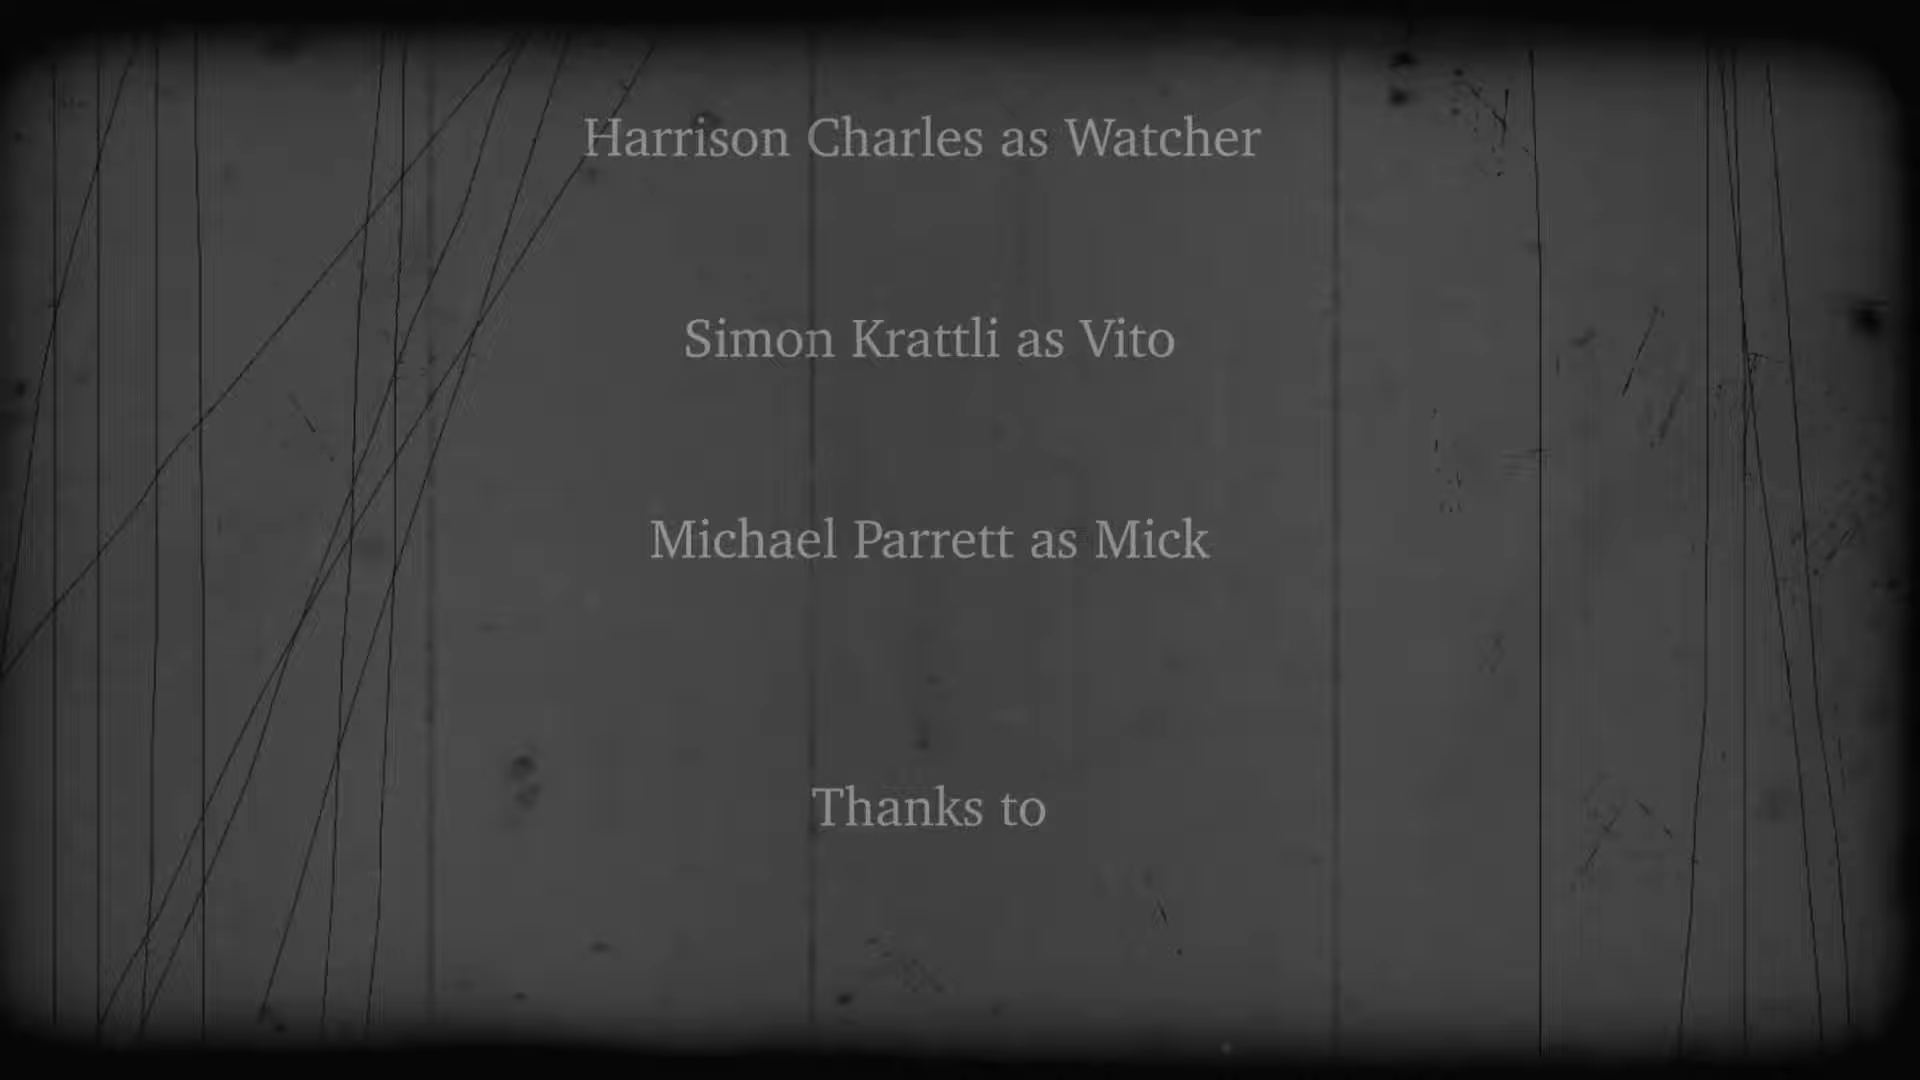 Harrison Charles as Watcher
Simon Krattli as Vito
Michael Parrett as Mick
Thanks to